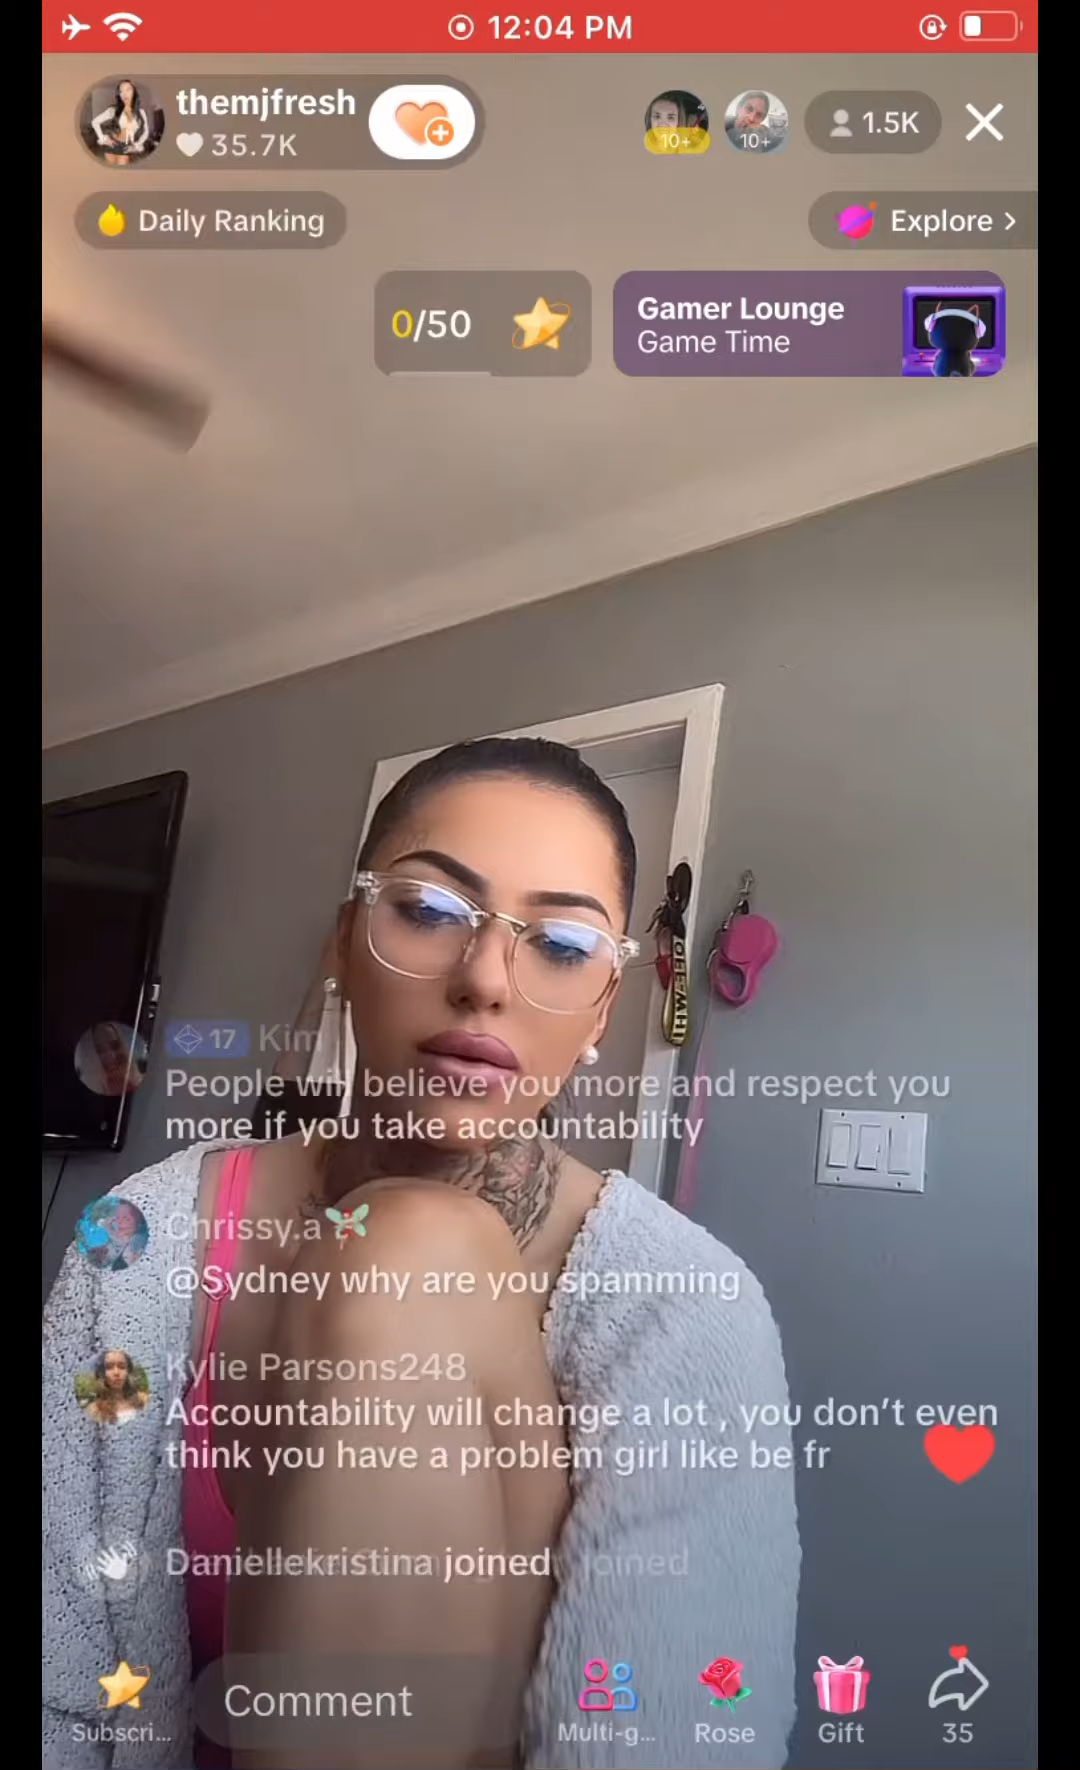 12:04 PM
themjfresh
35.7K
10+
10+
1.5K
Daily Ranking
Explore >
0/50
Gamer Lounge
Game Time
17 Kim
People will believe you more and respect you
more if you take accountability
Chrissy.a
@Sydney why are you spamming
Kylie Parsons248
Accountability will change a lot , you don’t even
think you have a problem girl like be fr
Daniellekristina joined
joined
Subscri...
Comment
Multi-g...
Rose
Gift
35